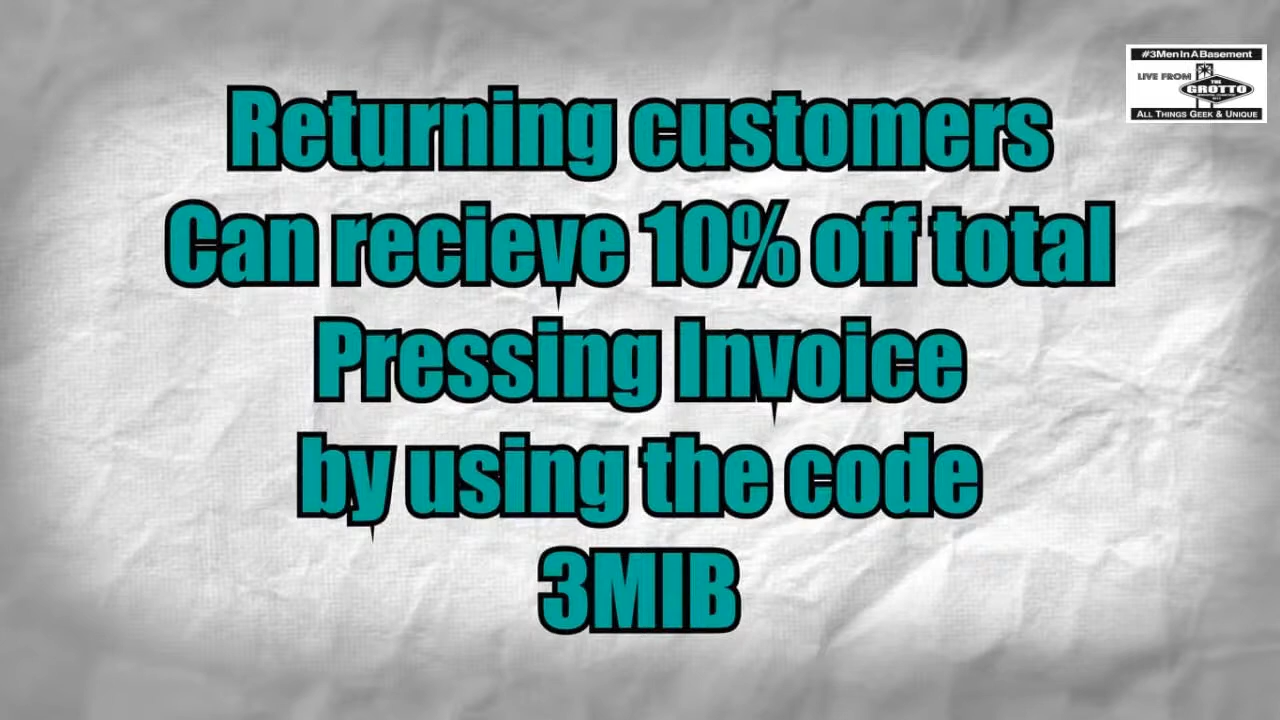 #3MenInABasement
LIVE FROM
THE
GROTTO
ALL THINGS GEEK & UNIQUE
Returning customers
Can recieve 10% off total
Pressing Invoice
by using the code
3MIB